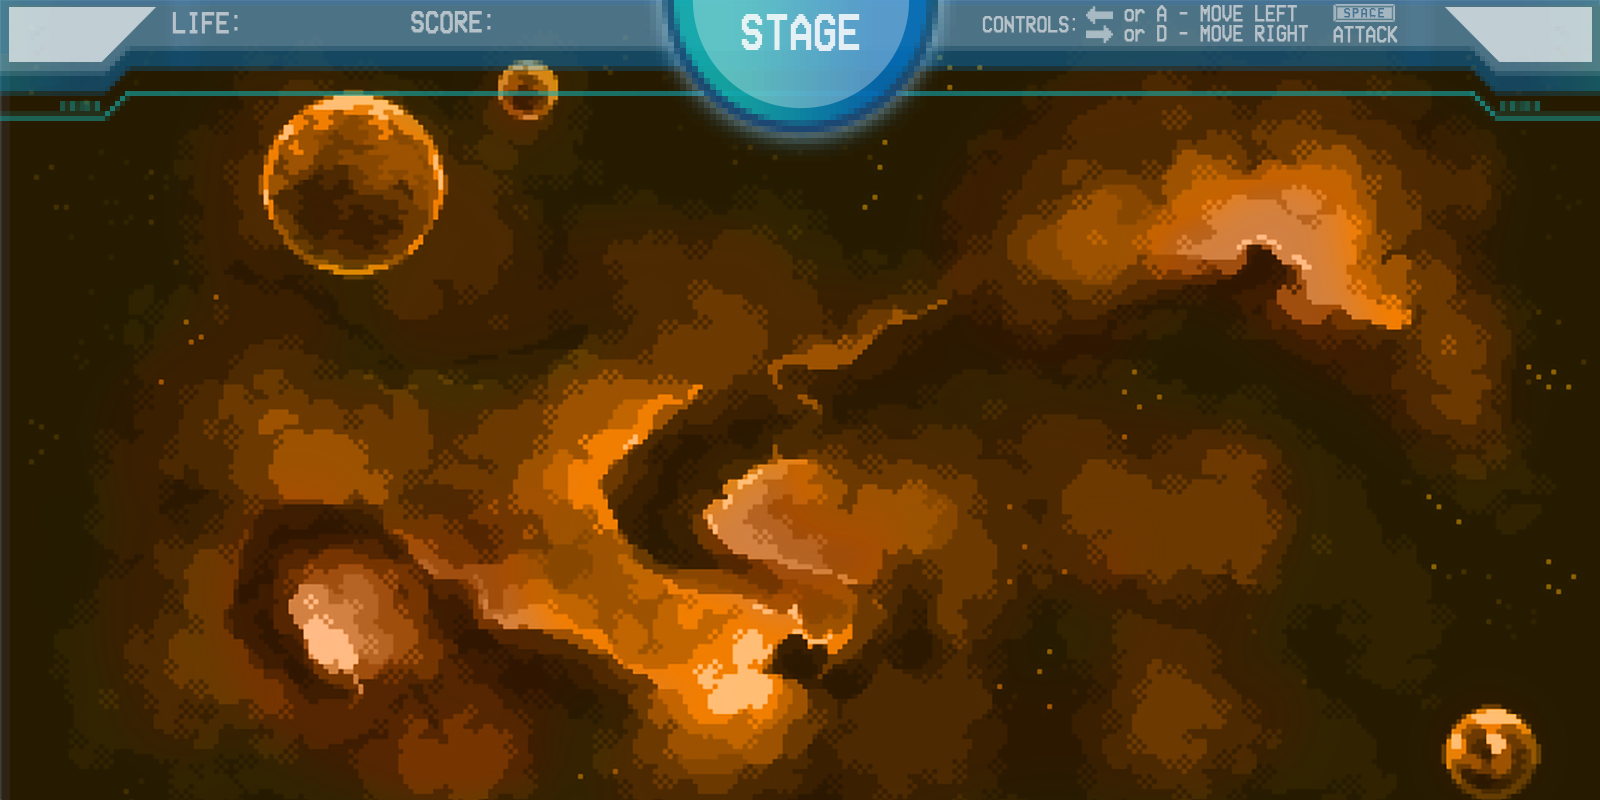 LIFE:
SCORE:
STAGE
CONTROLS:
← or A - MOVE LEFT
→ or D - MOVE RIGHT
SPACE
ATTACK